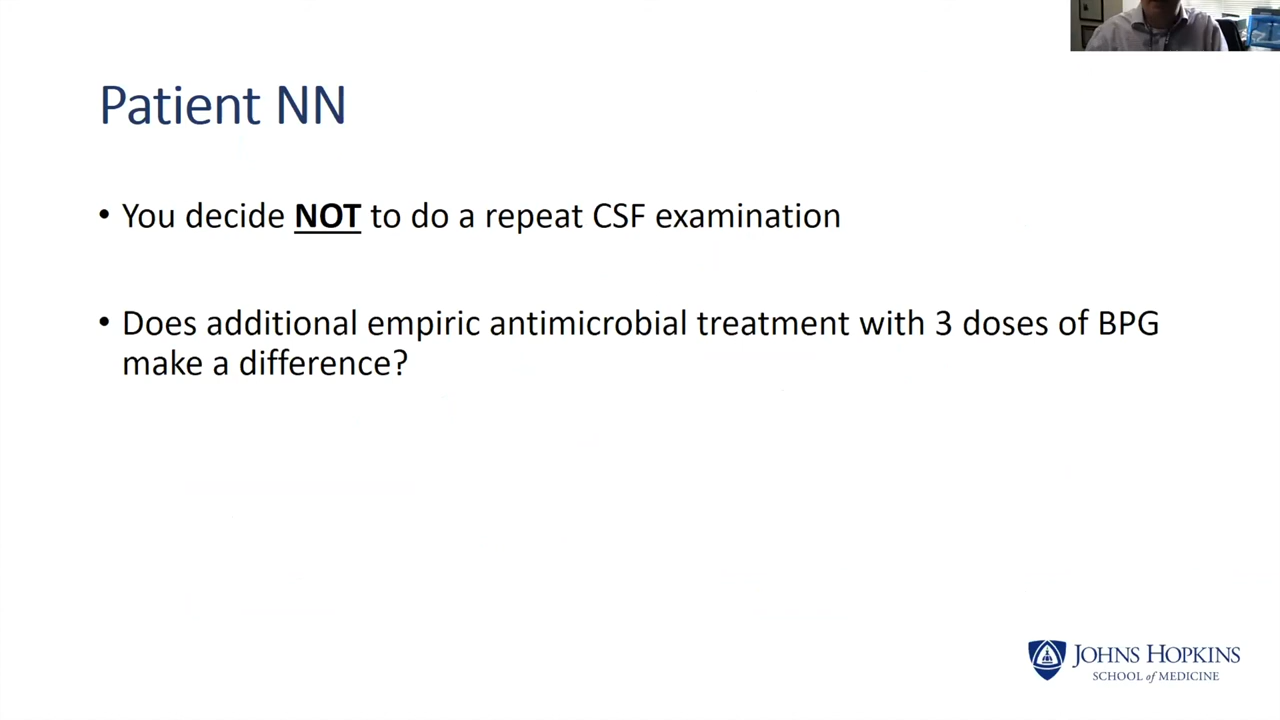 Patient NN
• You decide NOT to do a repeat CSF examination
• Does additional empiric antimicrobial treatment with 3 doses of BPG
make a difference?
JOHNS HOPKINS
SCHOOL of MEDICINE